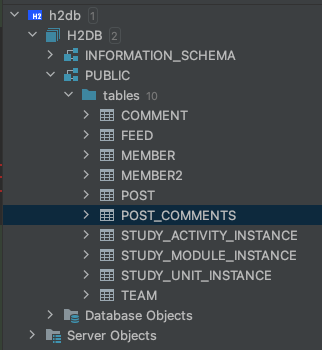 H2 h2db 1
H2DB 2
INFORMATION_SCHEMA
PUBLIC
tables 10
COMMENT
FEED
MEMBER
MEMBER2
POST
POST_COMMENTS
STUDY_ACTIVITY_INSTANCE
STUDY_MODULE_INSTANCE
STUDY_UNIT_INSTANCE
TEAM
Database Objects
Server Objects